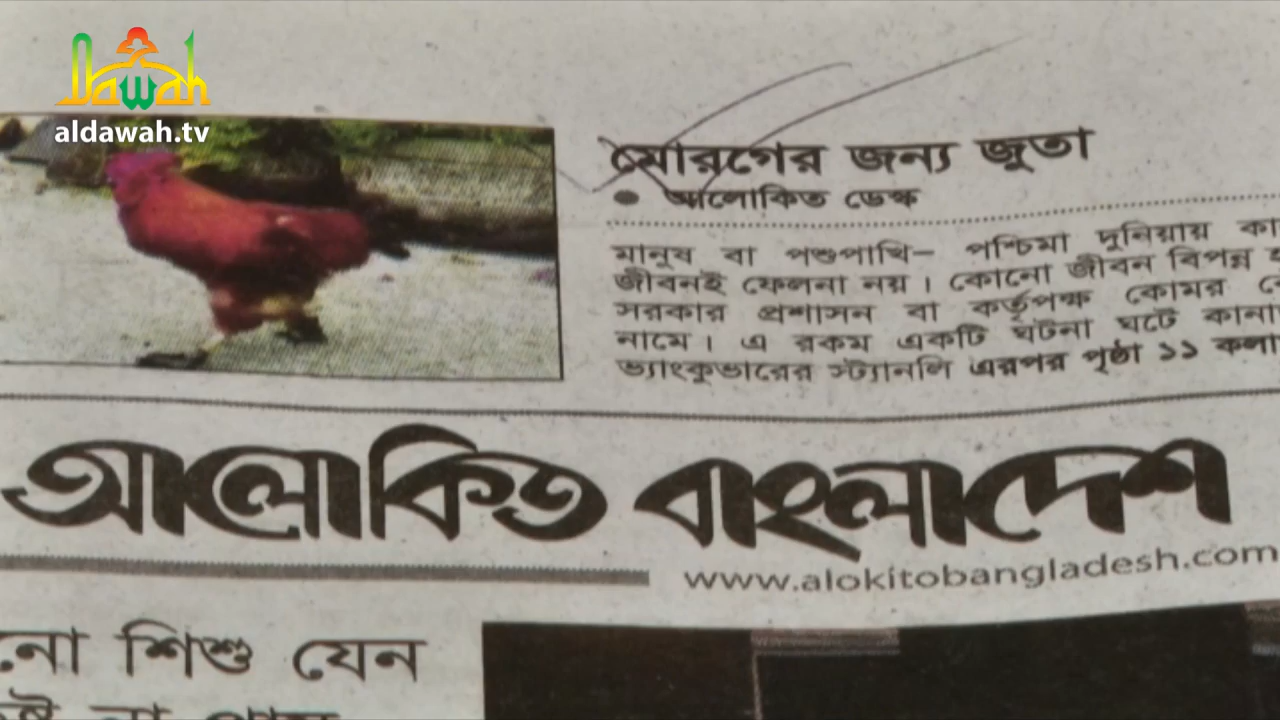 Dawah
aldawah.tv
মোরগের জন্য জুতা
● আলোকিত ডেস্ক
মানুষ বা পশুপাখি– পশ্চিমা দুনিয়ায়
জীবনই ফেলনা নয়। কোনো জীবন বিপন্ন
সরকার প্রশাসন বা কর্তৃপক্ষ কোমর
নামে। এ রকম একটি ঘটনা ঘটে
ভ্যাংকুভারের স্ট্যানলি এরপর পৃষ্ঠা ১১
আলোকিত বাংলাদেশ
www.alokitobangladesh.com
শিশু যেন